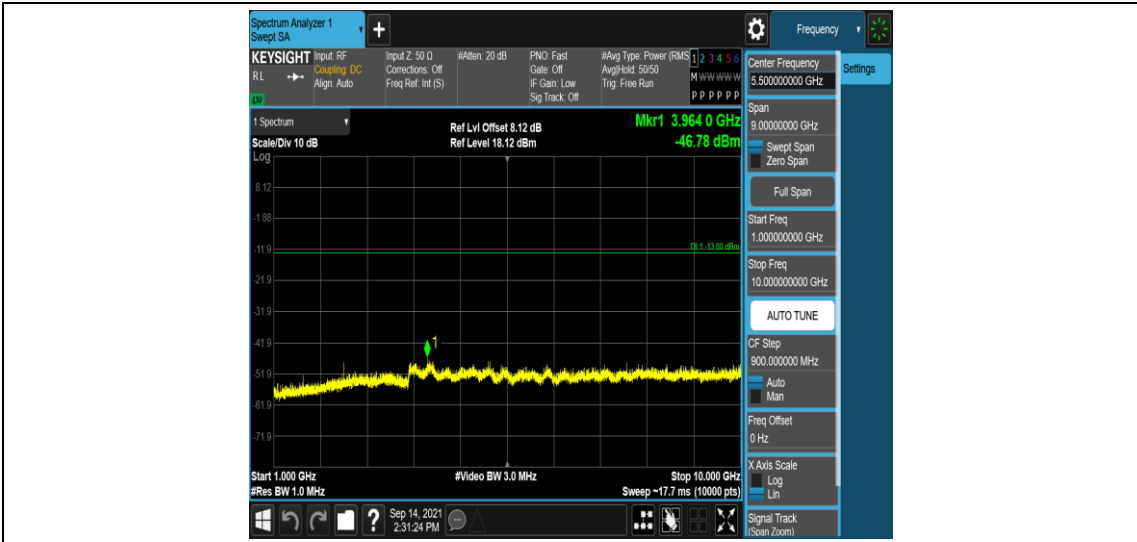 Spectrum Analyzer 1
Swept SA
+
Frequency
KEYSIGHT
RL
LXI
Input: RF
Coupling: DC
Align: Auto
Input Z: 50 Ω
Corrections: Off
Freq Ref: Int (S)
#Atten: 20 dB
PNO: Fast
Gate: Off
IF Gain: Low
Sig Track: Off
#Avg Type: Power (RMS
Avg|Hold: 50/50
Trig: Free Run
1 2 3 4 5 6
M W W W W W
P P P P P P
1 Spectrum
Scale/Div 10 dB
Log
Ref Lvl Offset 8.12 dB
Ref Level 18.12 dBm
Mkr1 3.964 0 GHz
-46.78 dBm
8.12
-1.88
-11.9
DL1 -13.00 dBm
-21.9
-31.9
-41.9
1
-51.9
-61.9
-71.9
Start 1.000 GHz
#Video BW 3.0 MHz
Stop 10.000 GHz
#Res BW 1.0 MHz
Sweep ~17.7 ms (10000 pts)
?
Sep 14, 2021
2:31:24 PM
Center Frequency
5.500000000 GHz
Settings
Span
9.00000000 GHz
Swept Span
Zero Span
Full Span
Start Freq
1.000000000 GHz
Stop Freq
10.000000000 GHz
AUTO TUNE
CF Step
900.000000 MHz
Auto
Man
Freq Offset
0 Hz
X Axis Scale
Log
Lin
Signal Track
(Span Zoom)